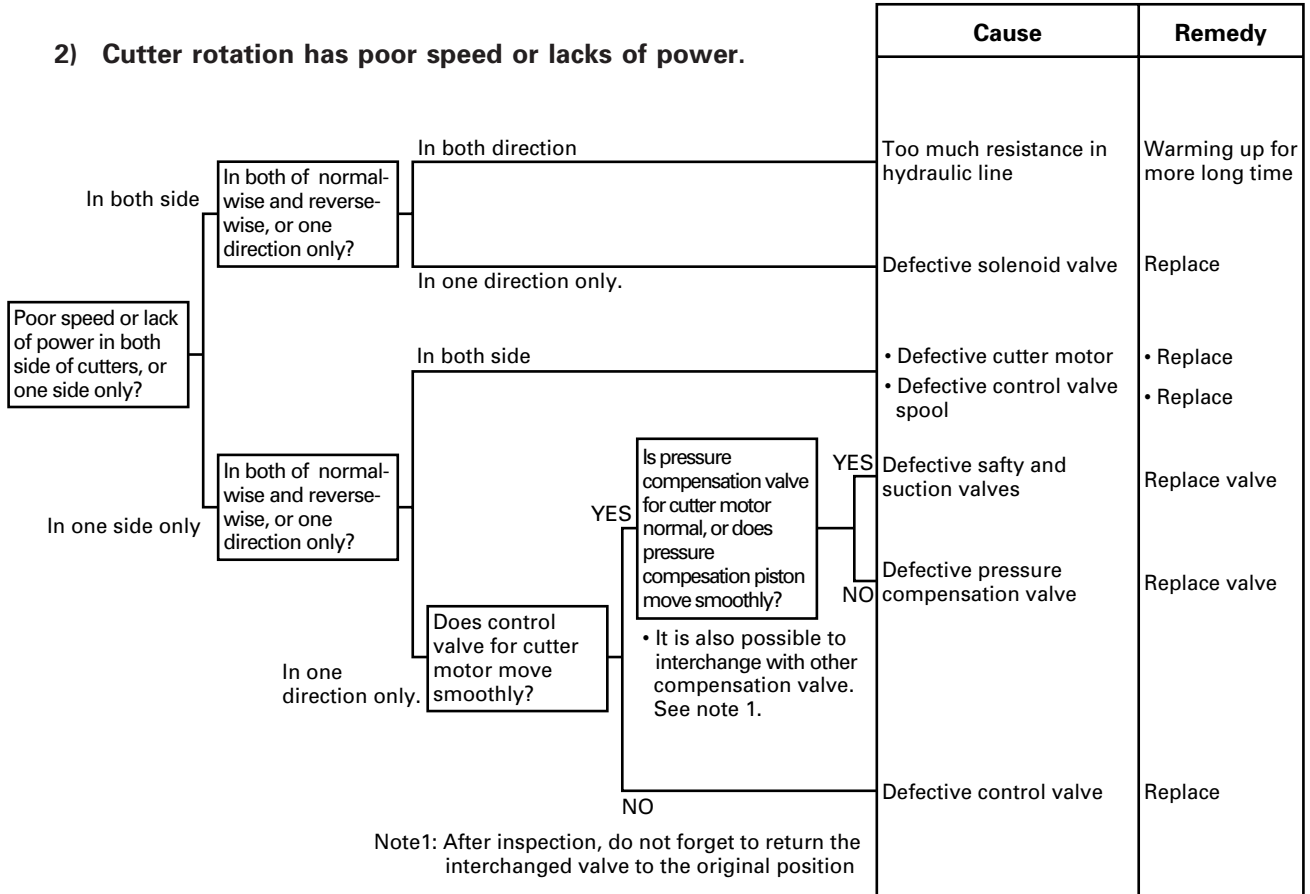 2) Cutter rotation has poor speed or lacks of power.
Cause
Remedy
Poor speed or lack
of power in both
side of cutters, or
one side only?
In both side
In both of normal-
wise and reverse-
wise, or one
direction only?
In both direction
Too much resistance in
hydraulic line
Warming up for
more long time
In one direction only.
Defective solenoid valve
Replace
In one side only
In both of normal-
wise and reverse-
wise, or one
direction only?
In both side
• Defective cutter motor
• Replace
• Defective control valve
spool
• Replace
In one
direction only.
Does control
valve for cutter
motor move
smoothly?
YES
Is pressure
compensation valve
for cutter motor
normal, or does
pressure
compesation piston
move smoothly?
• It is also possible to
interchange with other
compensation valve.
See note 1.
YES
Defective safty and
suction valves
Replace valve
NO
Defective pressure
compensation valve
Replace valve
NO
Defective control valve
Replace
Note1: After inspection, do not forget to return the
interchanged valve to the original position